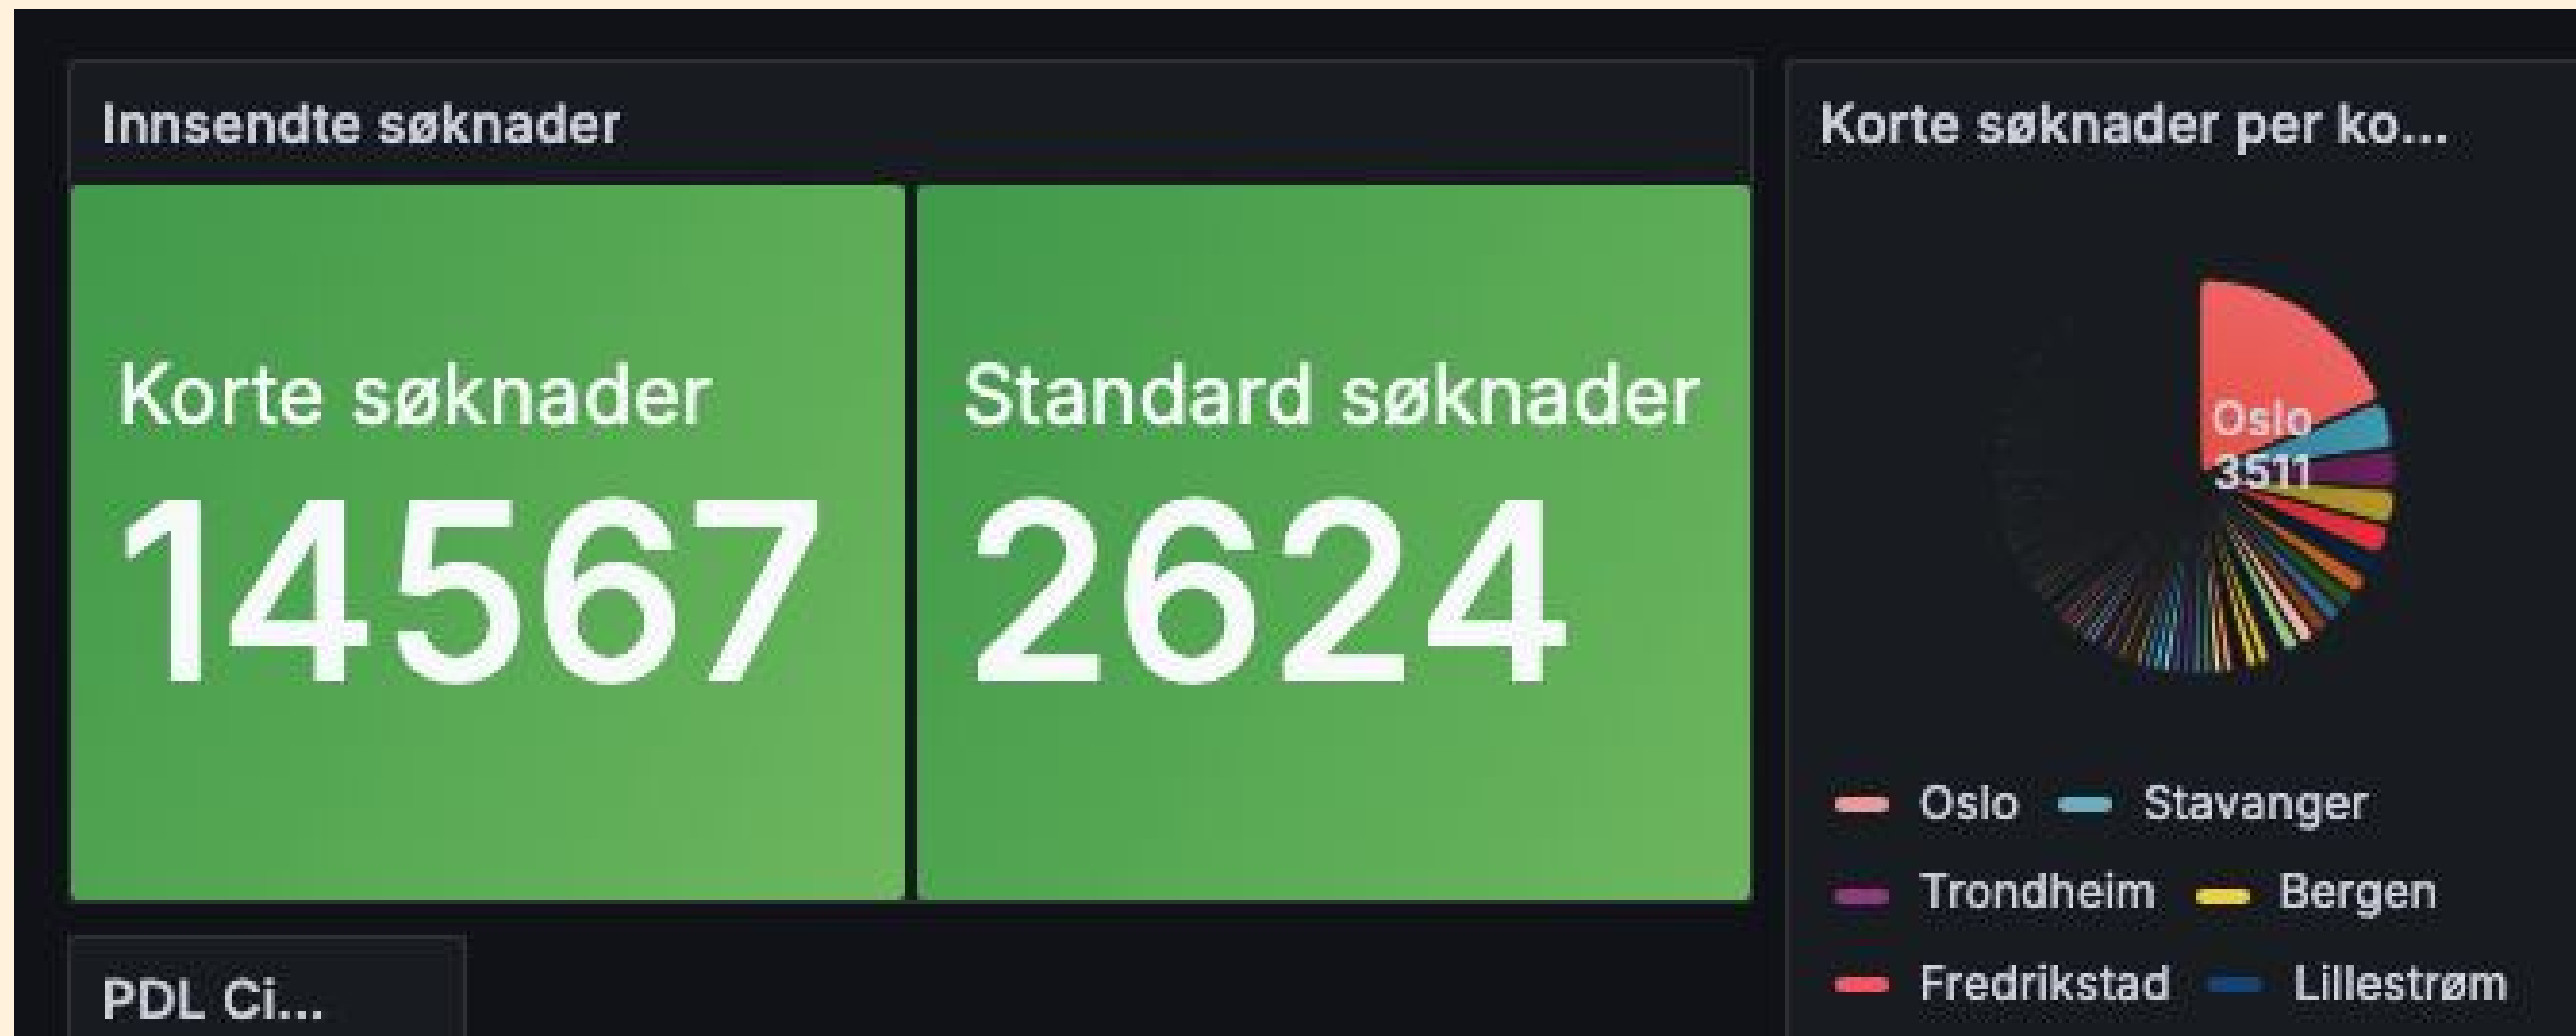 Innsendte søknader
Korte søknader
14567
Standard søknader
2624
PDL Ci...
Korte søknader per ko...
Oslo
3511
Oslo Stavanger
Trondheim Bergen
Fredrikstad Lillestrøm